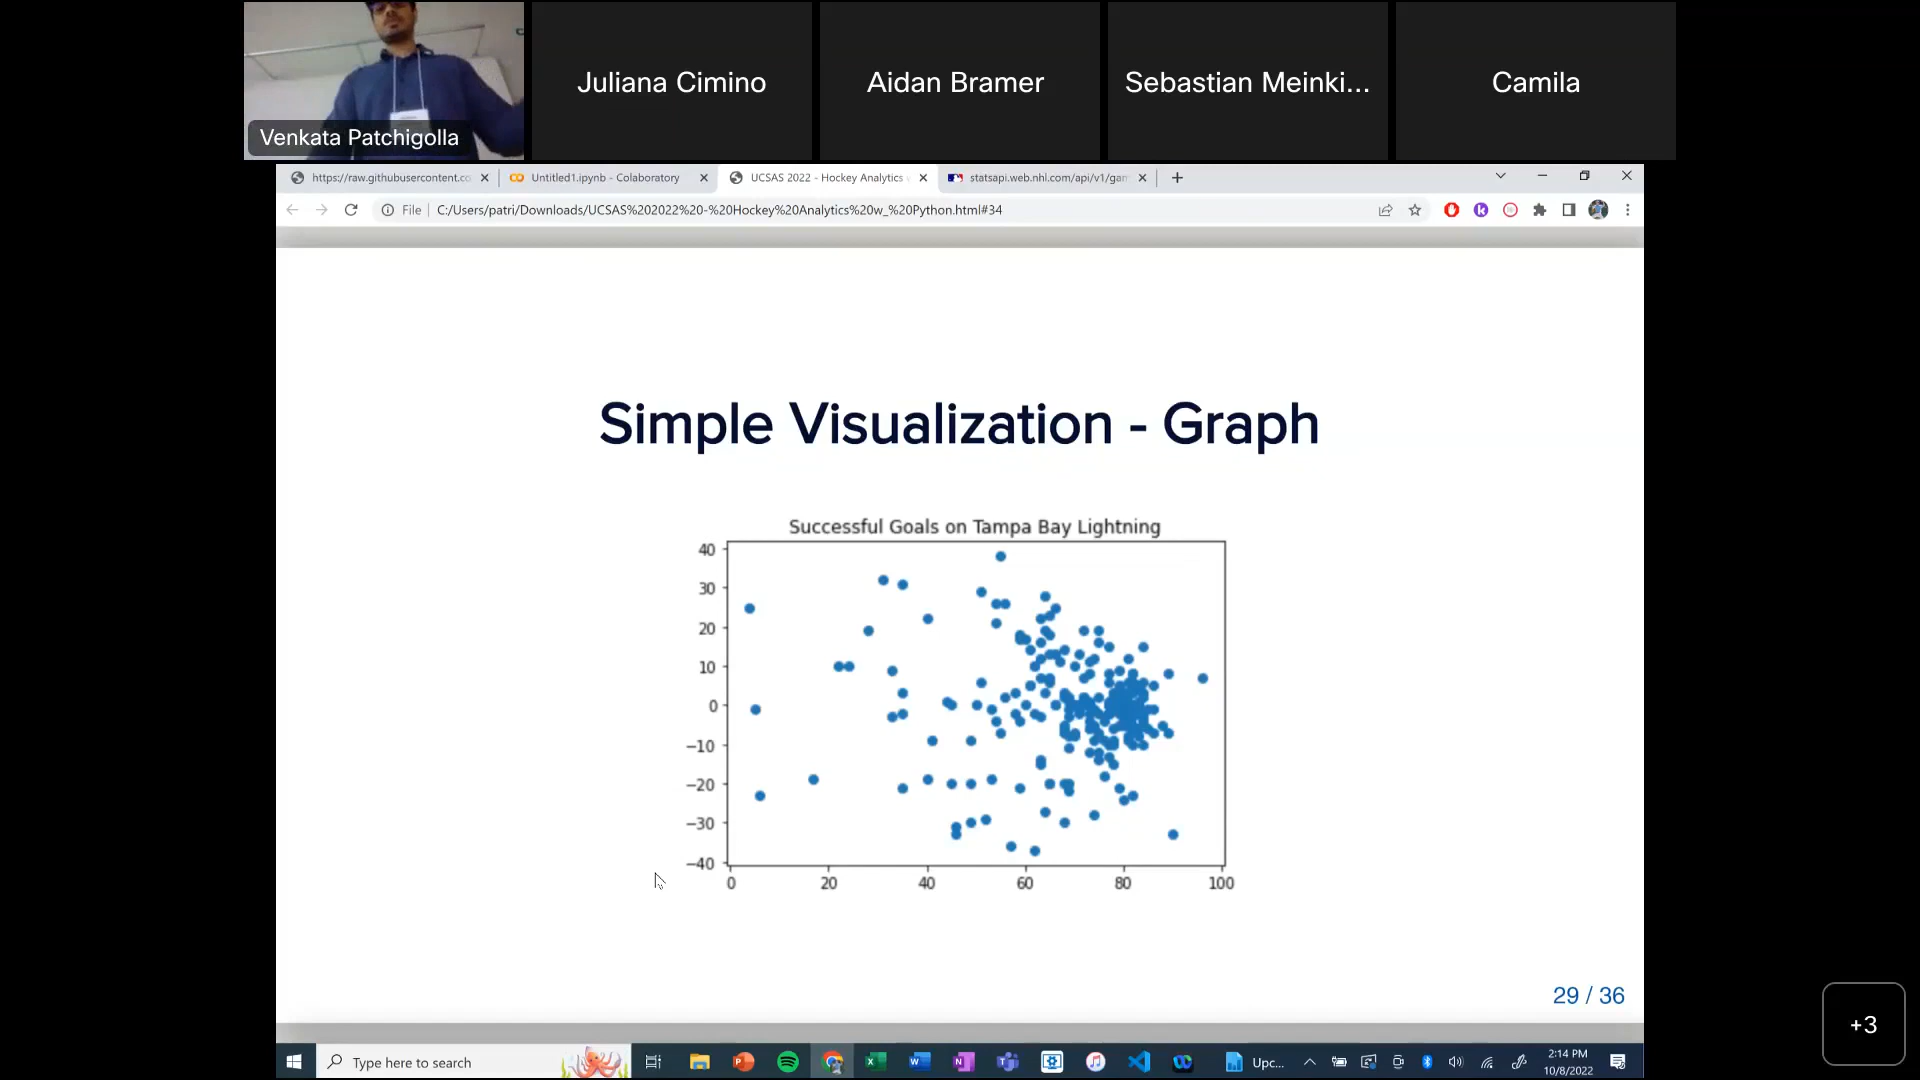 Venkata Patchigolla
Juliana Cimino
Aidan Bramer
Sebastian Meinki...
Camila
https://raw.githubusercontent.co
Untitled1.ipynb - Colaboratory
UCSAS 2022 - Hockey Analytics
statsapi.web.nhl.com/api/v1/gam
File
C:/Users/patri/Downloads/UCSAS%202022%20-%20Hockey%20Analytics%20w_%20Python.html#34
Simple Visualization - Graph
Successful Goals on Tampa Bay Lightning
40
30
20
10
0
−10
−20
−30
−40
0 20 40 60 80 100
29 / 36
+3
Type here to search
Upc...
2:14 PM
10/8/2022